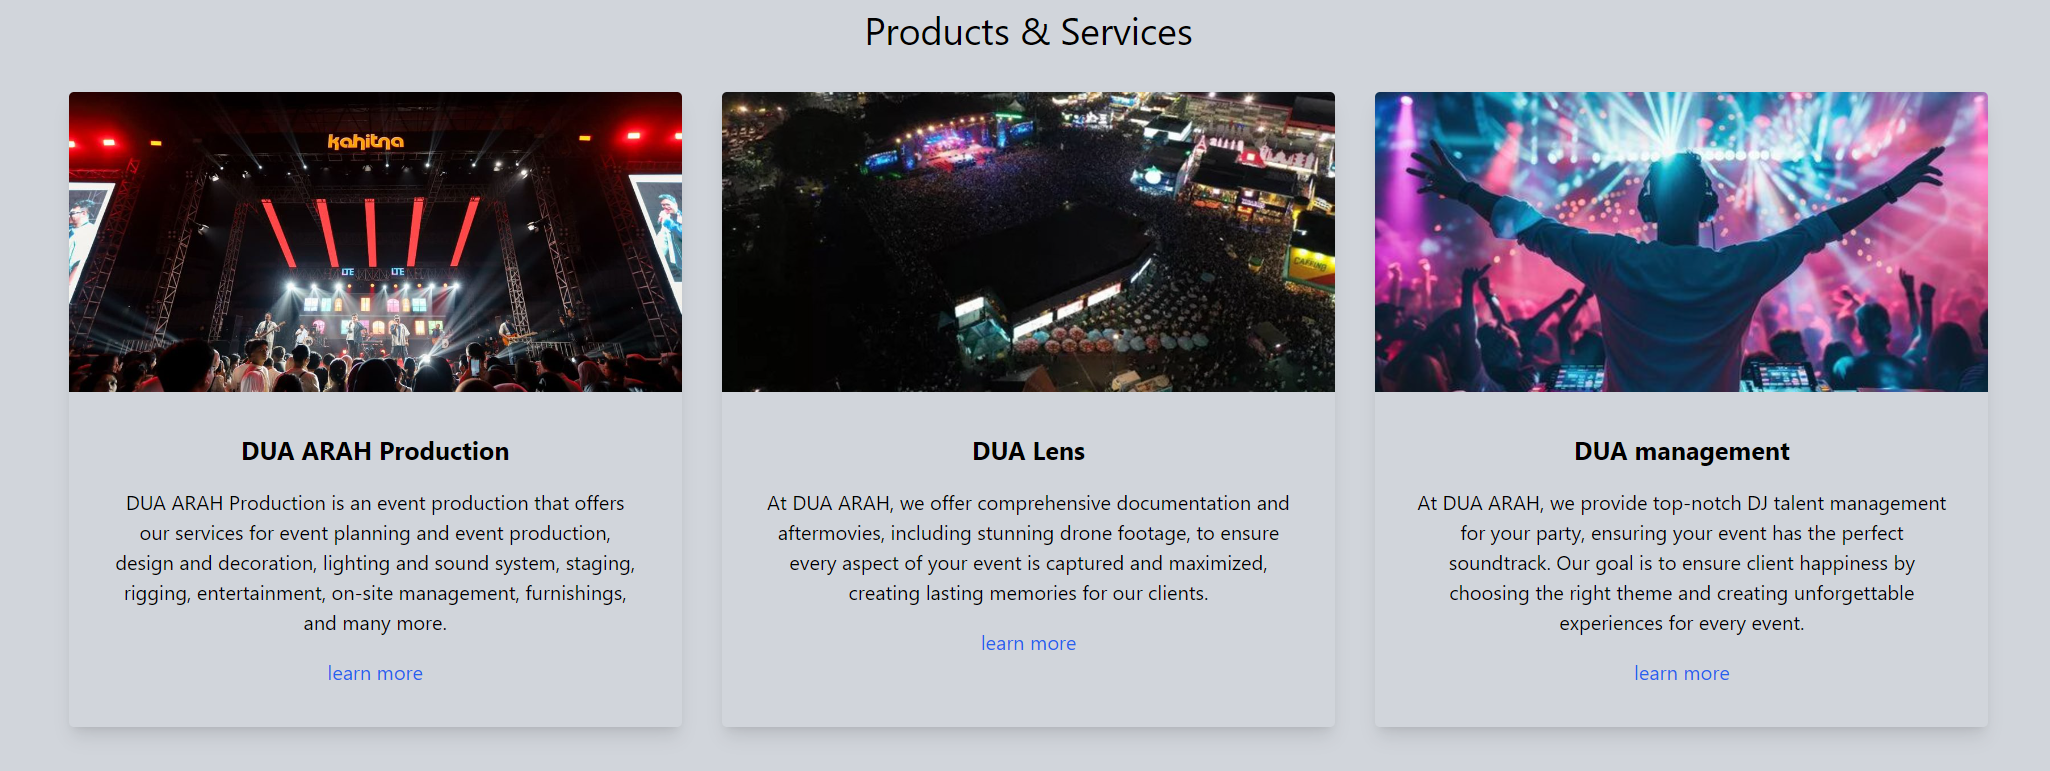 Products & Services
kahitna
LTE LTE
CAFFINO
DUA ARAH Production
DUA ARAH Production is an event production that offers
our services for event planning and event production,
design and decoration, lighting and sound system, staging,
rigging, entertainment, on-site management, furnishings,
and many more.
learn more
DUA Lens
At DUA ARAH, we offer comprehensive documentation and
aftermovies, including stunning drone footage, to ensure
every aspect of your event is captured and maximized,
creating lasting memories for our clients.
learn more
DUA management
At DUA ARAH, we provide top-notch DJ talent management
for your party, ensuring your event has the perfect
soundtrack. Our goal is to ensure client happiness by
choosing the right theme and creating unforgettable
experiences for every event.
learn more